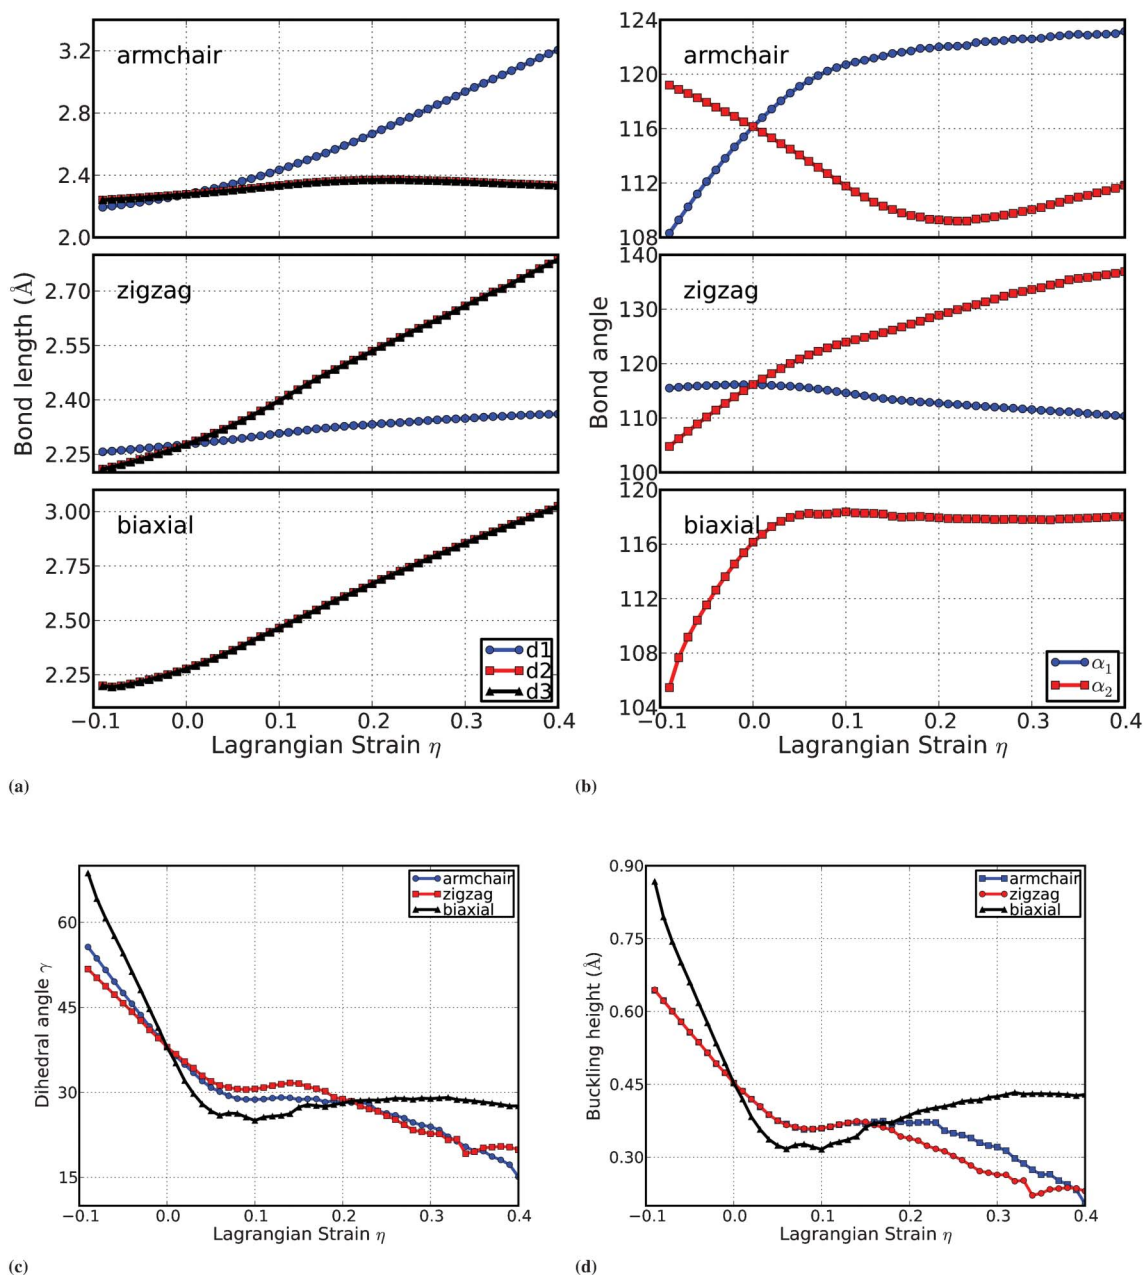 3.2
2.8
2.4
2.0
armchair
2.70
2.55
2.40
2.25
zigzag
Bond length (Å)
3.00
2.75
2.50
2.25
biaxial
d1
d2
d3
−0.1 0.0 0.1 0.2 0.3 0.4
Lagrangian Strain η
(a)
124
120
116
112
108
armchair
140
130
120
110
100
zigzag
Bond angle
120
116
112
108
104
biaxial
α1
α2
−0.1 0.0 0.1 0.2 0.3 0.4
Lagrangian Strain η
(b)
60
45
30
15
Dihedral angle γ
armchair
zigzag
biaxial
−0.1 0.0 0.1 0.2 0.3 0.4
Lagrangian Strain η
(c)
0.90
0.75
0.60
0.45
0.30
Buckling height (Å)
armchair
zigzag
biaxial
−0.1 0.0 0.1 0.2 0.3 0.4
Lagrangian Strain η
(d)